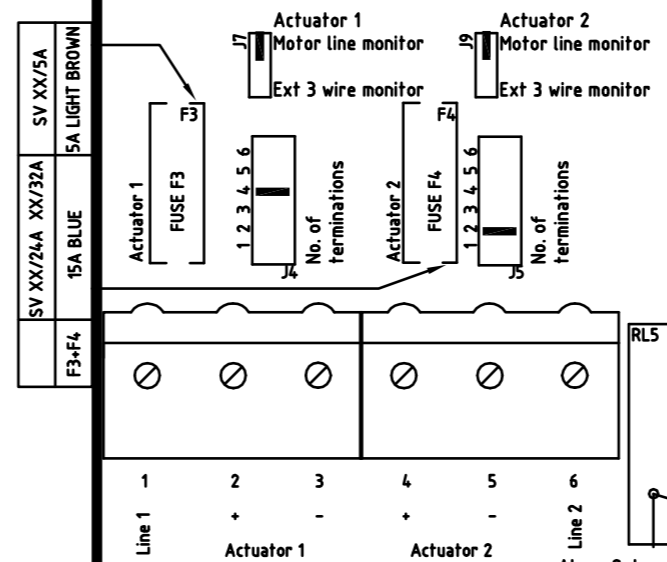 Actuator 1
J7
Motor line monitor
Ext 3 wire monitor
Actuator 2
J9
Motor line monitor
Ext 3 wire monitor
SV XX/5A
5A LIGHT BROWN
SV XX/24A XX/32A
15A BLUE
F3+F4
F3
Actuator 1
FUSE F3
1 2 3 4 5 6
No. of
terminations
J4
F4
Actuator 2
FUSE F4
1 2 3 4 5 6
No. of
terminations
J5
RL5
1 2 3 4 5 6
Line 1 + - + - Line 2
Actuator 1 Actuator 2